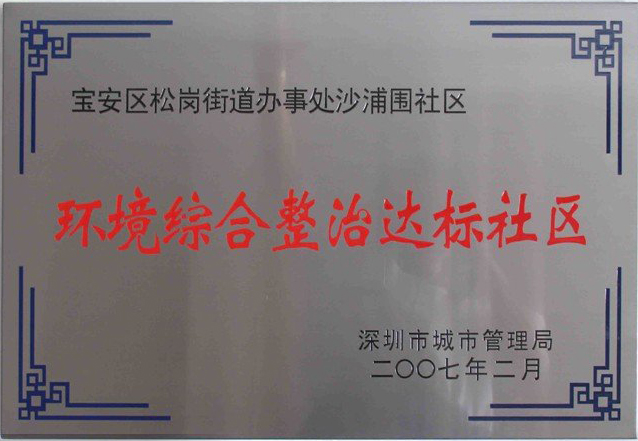 宝安区松岗街道办事处沙浦围社区
环境综合整治达标社区
深圳市城市管理局
二〇〇七年二月